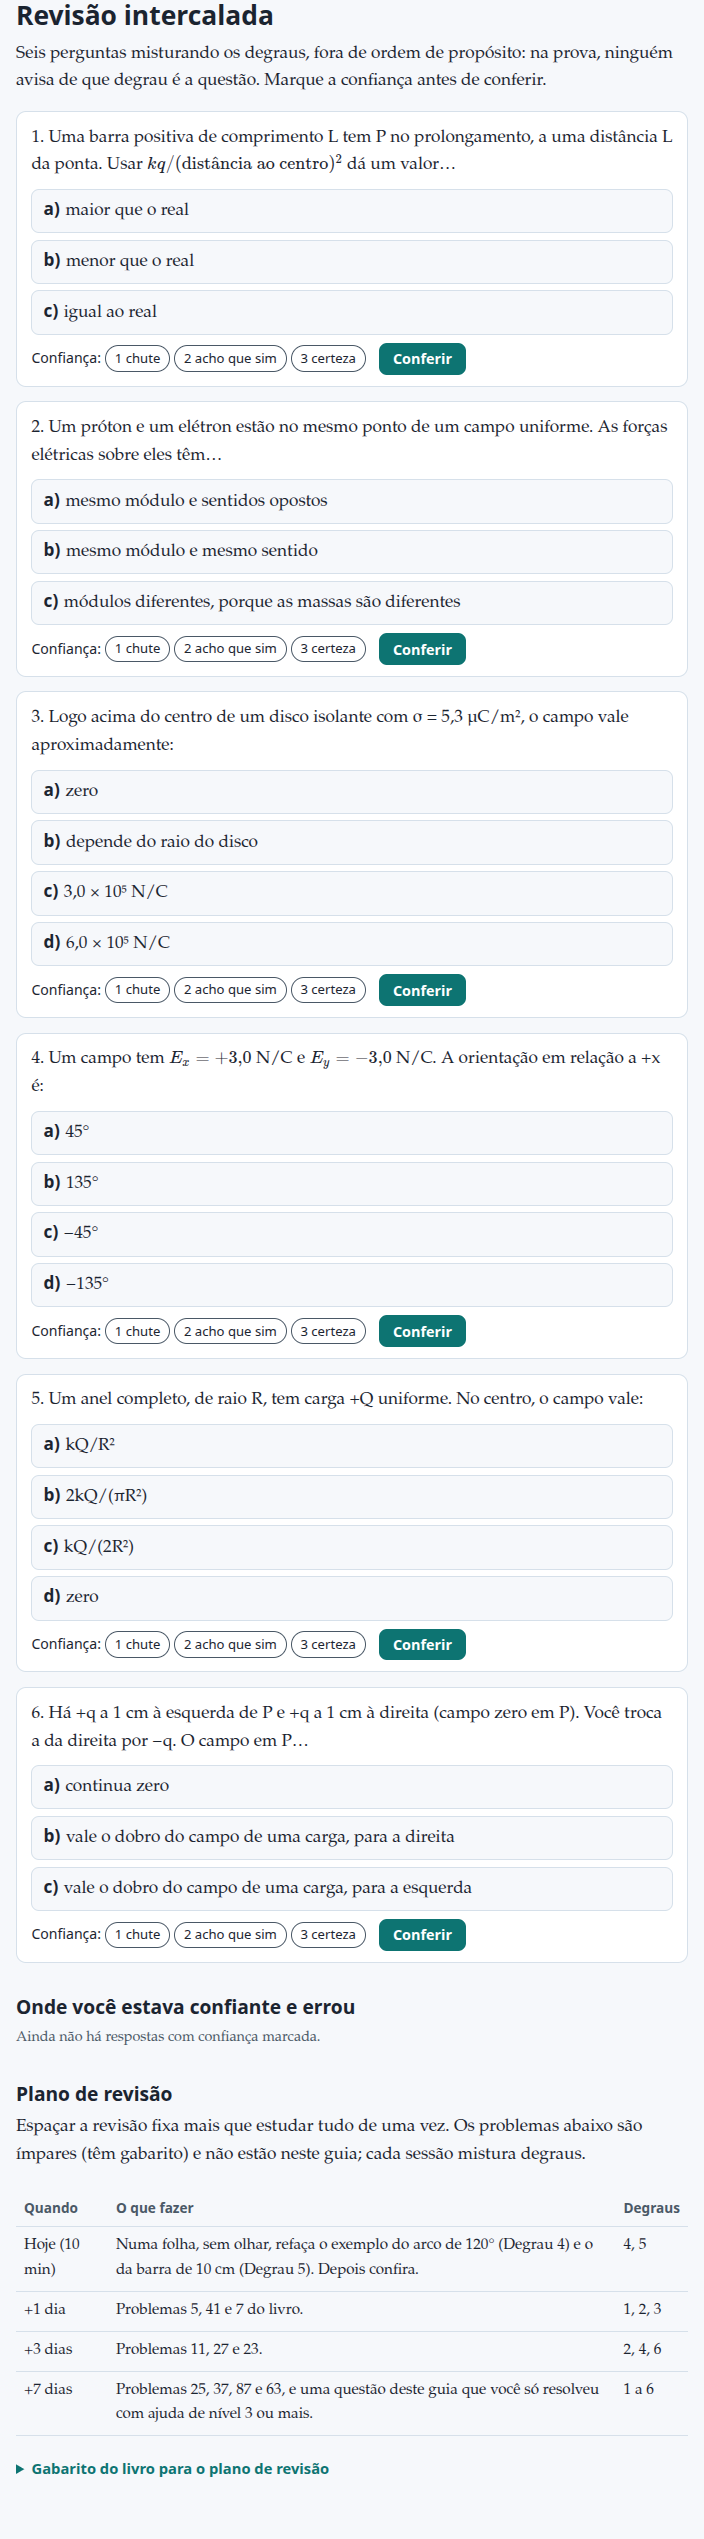 Revisão intercalada
Seis perguntas misturando os degraus, fora de ordem de propósito: na prova, ninguém
avisa de que degrau é a questão. Marque a confiança antes de conferir.
1. Uma barra positiva de comprimento L tem P no prolongamento, a uma distância L
da ponta. Usar kq/(distância ao centro)² dá um valor…
a) maior que o real
b) menor que o real
c) igual ao real
Confiança: 1 chute 2 acho que sim 3 certeza Conferir
2. Um próton e um elétron estão no mesmo ponto de um campo uniforme. As forças
elétricas sobre eles têm…
a) mesmo módulo e sentidos opostos
b) mesmo módulo e mesmo sentido
c) módulos diferentes, porque as massas são diferentes
Confiança: 1 chute 2 acho que sim 3 certeza Conferir
3. Logo acima do centro de um disco isolante com σ = 5,3 µC/m², o campo vale
aproximadamente:
a) zero
b) depende do raio do disco
c) 3,0 × 10⁵ N/C
d) 6,0 × 10⁵ N/C
Confiança: 1 chute 2 acho que sim 3 certeza Conferir
4. Um campo tem Eₓ = +3,0 N/C e E_y = −3,0 N/C. A orientação em relação a +x
é:
a) 45°
b) 135°
c) −45°
d) −135°
Confiança: 1 chute 2 acho que sim 3 certeza Conferir
5. Um anel completo, de raio R, tem carga +Q uniforme. No centro, o campo vale:
a) kQ/R²
b) 2kQ/(πR²)
c) kQ/(2R²)
d) zero
Confiança: 1 chute 2 acho que sim 3 certeza Conferir
6. Há +q a 1 cm à esquerda de P e +q a 1 cm à direita (campo zero em P). Você troca
a da direita por −q. O campo em P…
a) continua zero
b) vale o dobro do campo de uma carga, para a direita
c) vale o dobro do campo de uma carga, para a esquerda
Confiança: 1 chute 2 acho que sim 3 certeza Conferir
Onde você estava confiante e errou
Ainda não há respostas com confiança marcada.
Plano de revisão
Espaçar a revisão fixa mais que estudar tudo de uma vez. Os problemas abaixo são
ímpares (têm gabarito) e não estão neste guia; cada sessão mistura degraus.
Quando O que fazer Degraus
Hoje (10 Numa folha, sem olhar, refaça o exemplo do arco de 120° (Degrau 4) e o 4, 5
min) da barra de 10 cm (Degrau 5). Depois confira.
+1 dia Problemas 5, 41 e 7 do livro. 1, 2, 3
+3 dias Problemas 11, 27 e 23. 2, 4, 6
+7 dias Problemas 25, 37, 87 e 63, e uma questão deste guia que você só resolveu 1 a 6
com ajuda de nível 3 ou mais.
▶ Gabarito do livro para o plano de revisão